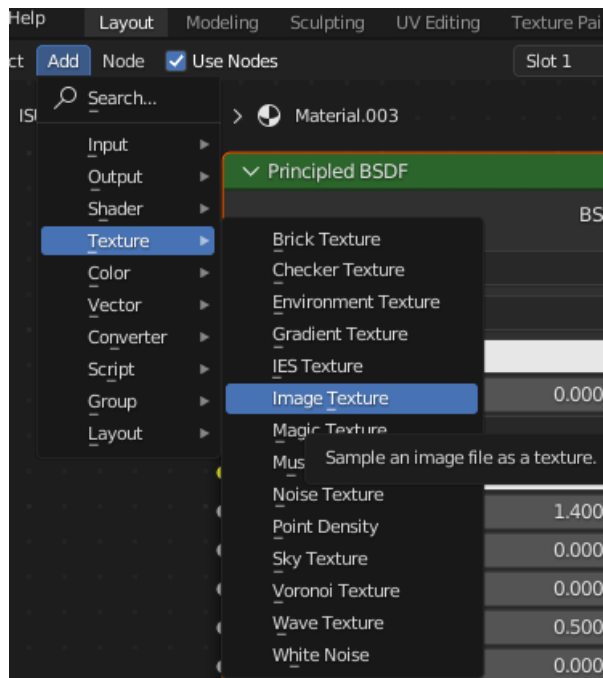 Help Layout Modeling Sculpting UV Editing Texture Pai
ct Add Node Use Nodes Slot 1
Search...
Material.003
Input
Output
Shader
Texture
Color
Vector
Converter
Script
Group
Layout
Principled BSDF
BS
Brick Texture
Checker Texture
Environment Texture
Gradient Texture
IES Texture
Image Texture
Magic Texture
Mus
Sample an image file as a texture.
Noise Texture
Point Density
Sky Texture
Voronoi Texture
Wave Texture
White Noise
0.000
1.400
0.000
0.000
0.500
0.000